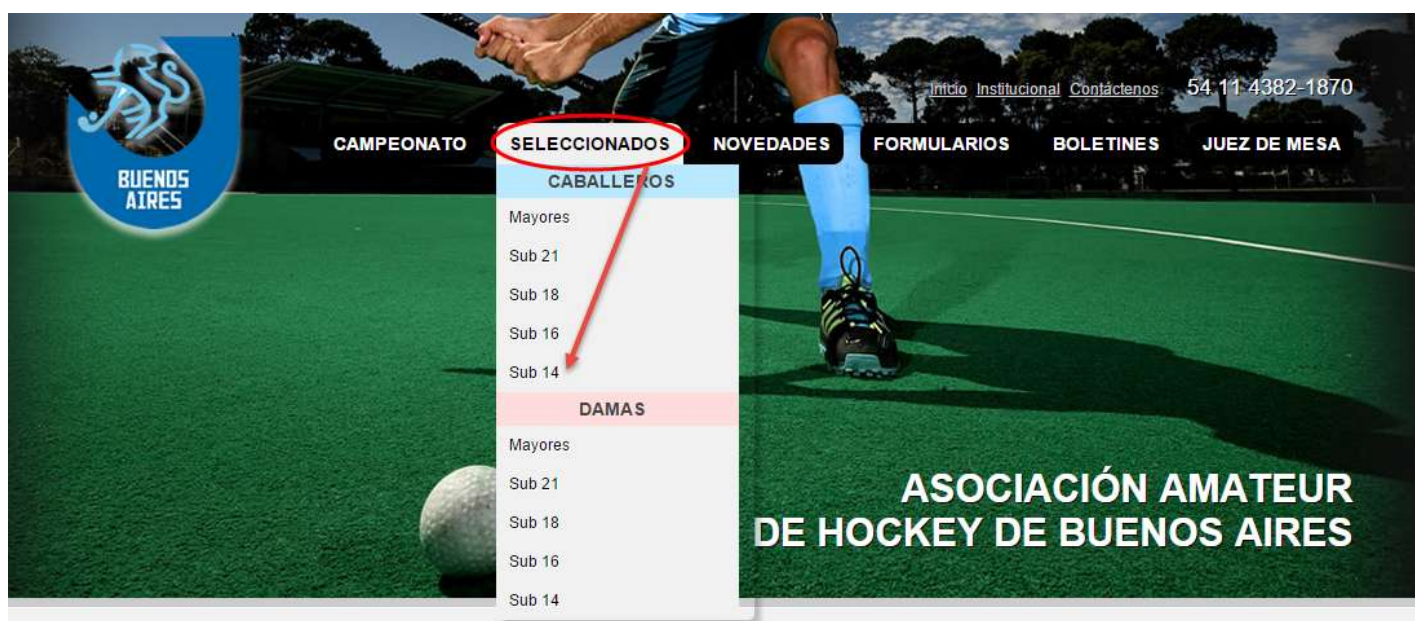 BUENOS
AIRES
Inicio Institucional Contáctenos 54 11 4382-1870
CAMPEONATO SELECCIONADOS NOVEDADES FORMULARIOS BOLETINES JUEZ DE MESA
CABALLEROS
Mayores
Sub 21
Sub 18
Sub 16
Sub 14
DAMAS
Mayores
Sub 21
Sub 18
Sub 16
Sub 14
ASOCIACIÓN AMATEUR
DE HOCKEY DE BUENOS AIRES